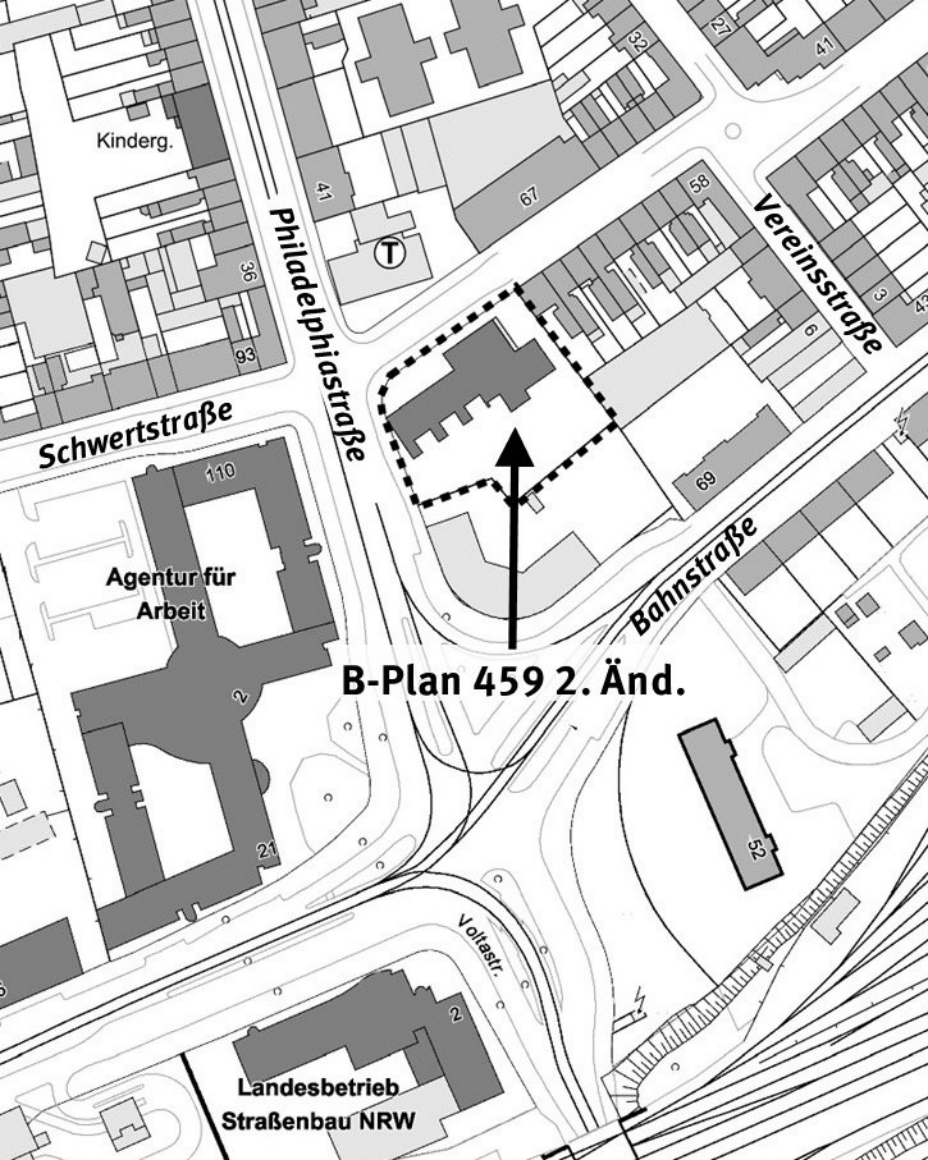 27
32
41
Kinderg.
41
67
58
Philadelphiastraße
Vereinsstraße
T
36
3
43
6
93
Schwertstraße
110
69
Agentur für
Arbeit
Bahnstraße
B-Plan 459 2. Änd.
2
52
21
Voltastr.
2
Landesbetrieb
Straßenbau NRW